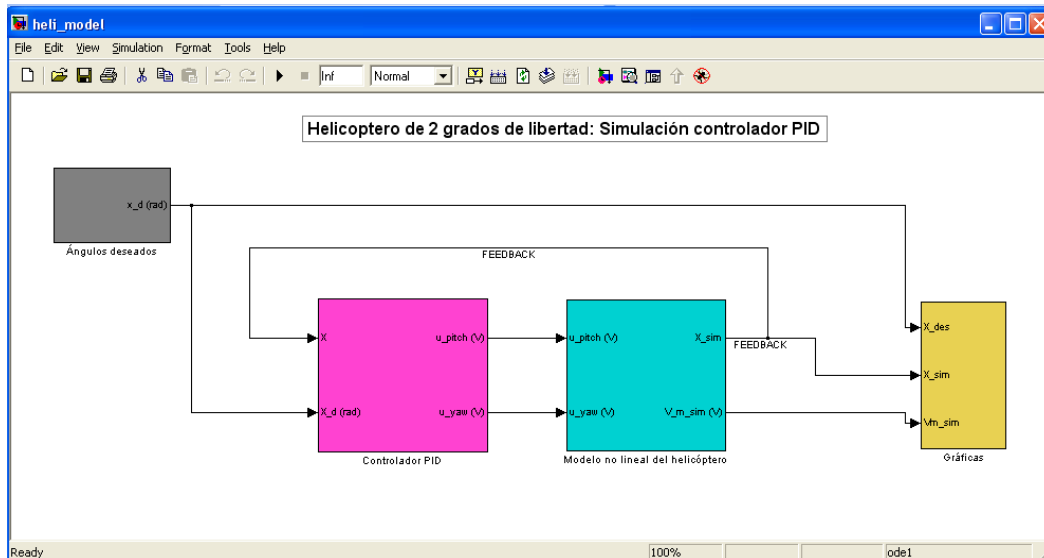 heli_model
File Edit View Simulation Format Tools Help
Inf Normal
Helicoptero de 2 grados de libertad: Simulación controlador PID
x_d (rad)
Ángulos deseados
FEEDBACK
X u_pitch (V)
X_d (rad) u_yaw (V)
Controlador PID
u_pitch (V) X_sim
u_yaw (V) V_m_sim (V)
Modelo no lineal del helicóptero
FEEDBACK
X_des
X_sim
Vm_sim
Gráficas
Ready 100% ode1